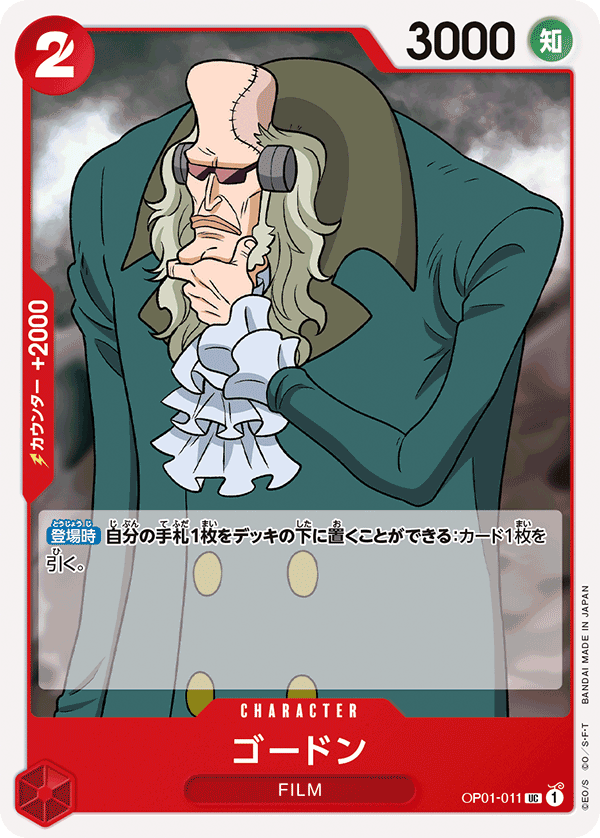 2
3000 知
カウンター +2000
登場時 自分の手札1枚をデッキの下に置くことができる:カード1枚を
引く。
CHARACTER
ゴードン
FILM
OP01-011 UC 1
©EO/S ©O/S・F・T BANDAI MADE IN JAPAN